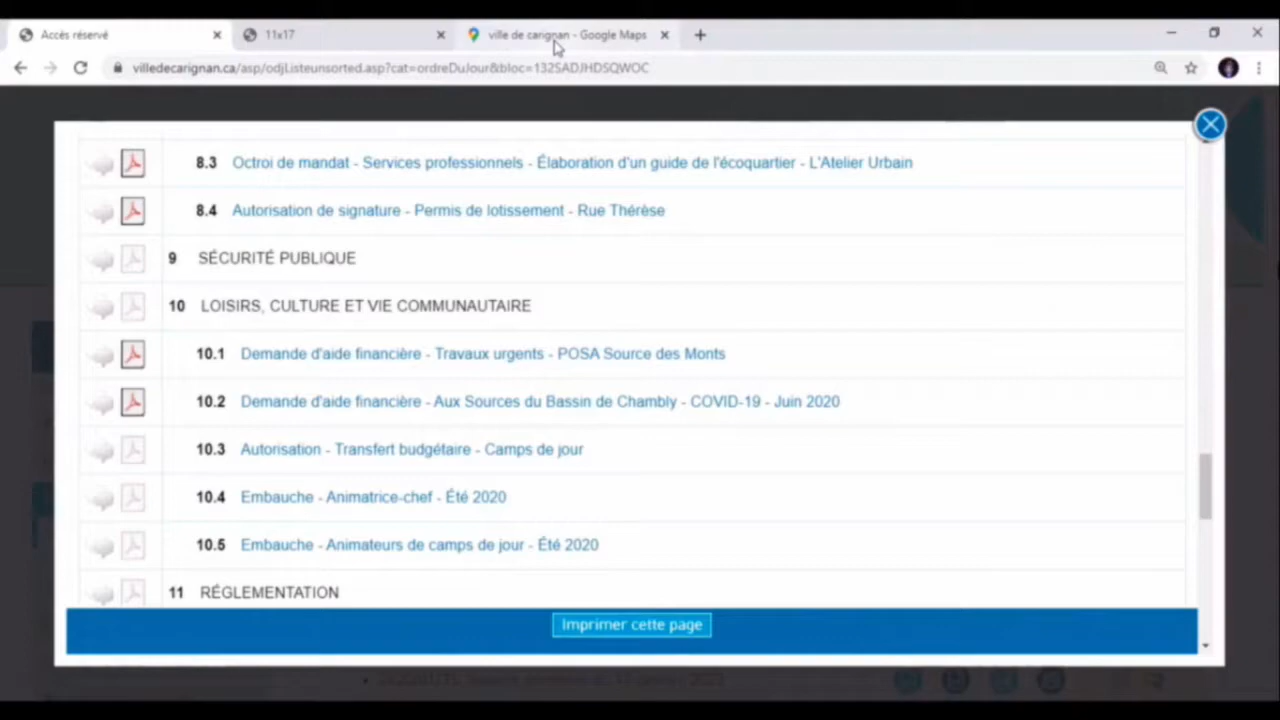 Accès réservé
11x17
ville de carignan - Google Maps
villedecarignan.ca/asp/odjListeunsorted.asp?cat=ordreDuJour&bloc=132SADJHDSQWOC
8.3 Octroi de mandat - Services professionnels - Élaboration d'un guide de l'écoquartier - L'Atelier Urbain
8.4 Autorisation de signature - Permis de lotissement - Rue Thérèse
9 SÉCURITÉ PUBLIQUE
10 LOISIRS, CULTURE ET VIE COMMUNAUTAIRE
10.1 Demande d'aide financière - Travaux urgents - POSA Source des Monts
10.2 Demande d'aide financière - Aux Sources du Bassin de Chambly - COVID-19 - Juin 2020
10.3 Autorisation - Transfert budgétaire - Camps de jour
10.4 Embauche - Animatrice-chef - Été 2020
10.5 Embauche - Animateurs de camps de jour - Été 2020
11 RÉGLEMENTATION
Imprimer cette page